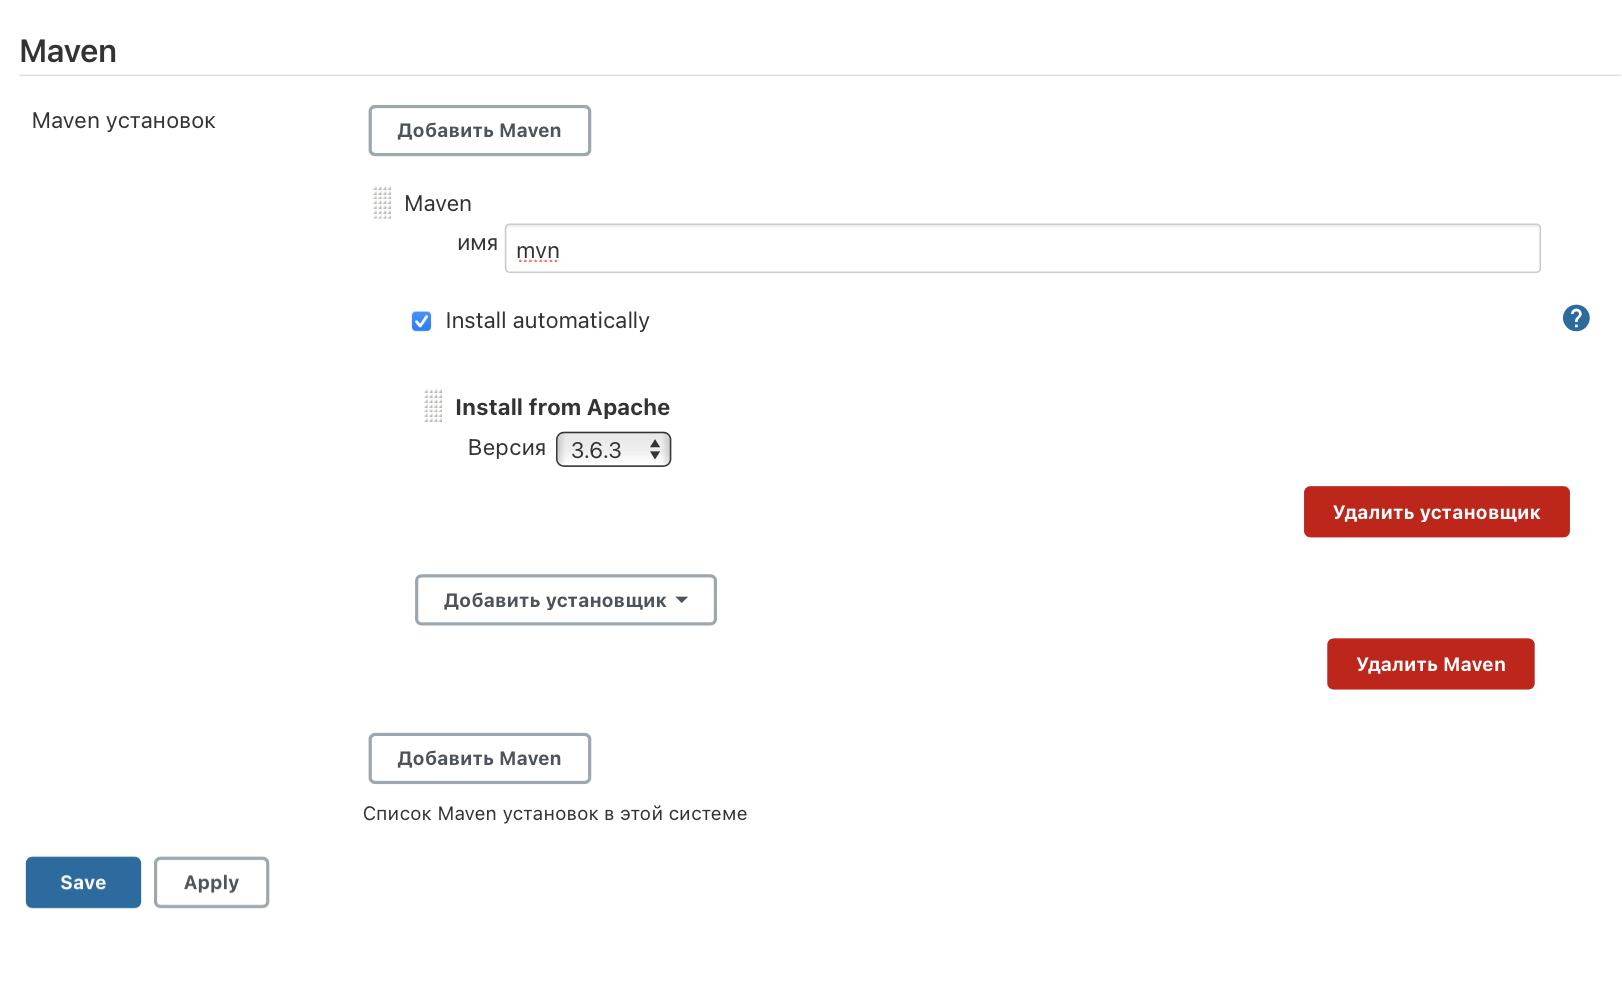 Maven
Maven установок
Добавить Maven
Maven
имя mvn
Install automatically
?
Install from Apache
Версия 3.6.3
Удалить установщик
Добавить установщик
Удалить Maven
Добавить Maven
Список Maven установок в этой системе
Save Apply